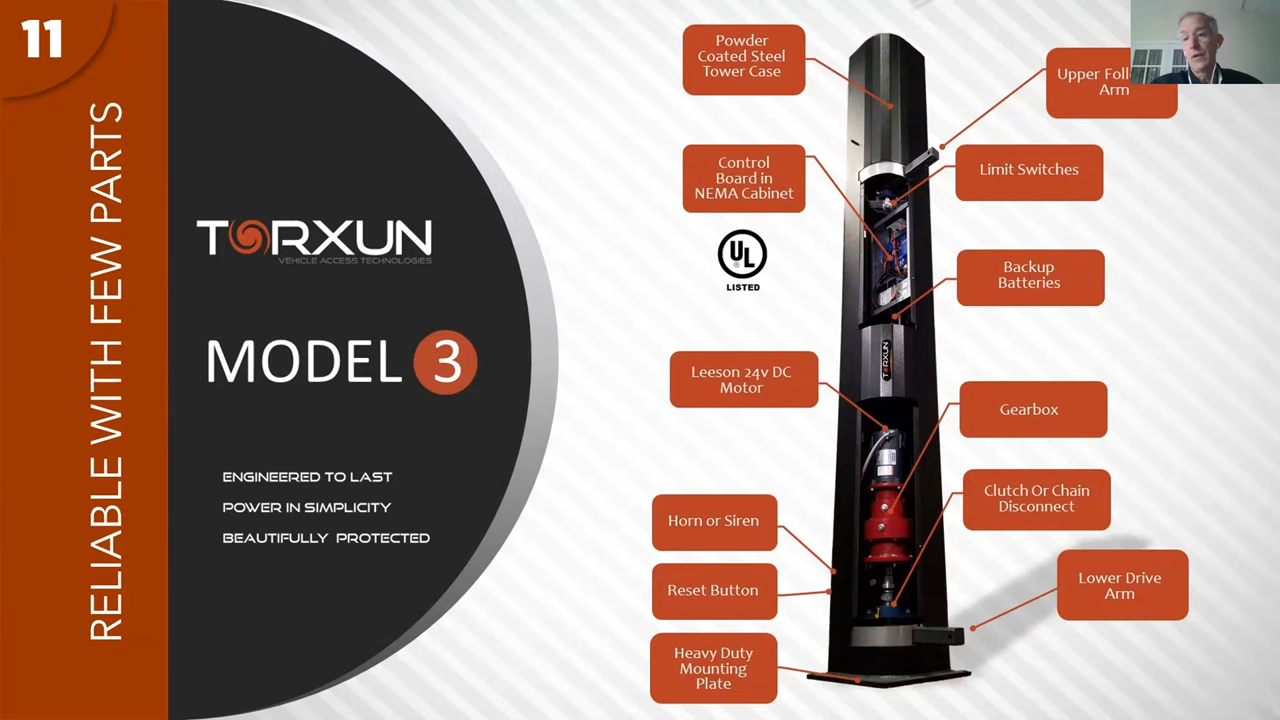 11
RELIABLE WITH FEW PARTS
TORXUN
VEHICLE ACCESS TECHNOLOGIES
MODEL 3
ENGINEERED TO LAST
POWER IN SIMPLICITY
BEAUTIFULLY PROTECTED
Powder
Coated Steel
Tower Case
Control
Board in
NEMA Cabinet
UL
®
LISTED
Leeson 24v DC
Motor
Horn or Siren
Reset Button
Heavy Duty
Mounting
Plate
TORXUN
Upper
Arm
Limit Switches
Backup
Batteries
Gearbox
Clutch Or Chain
Disconnect
Lower Drive
Arm